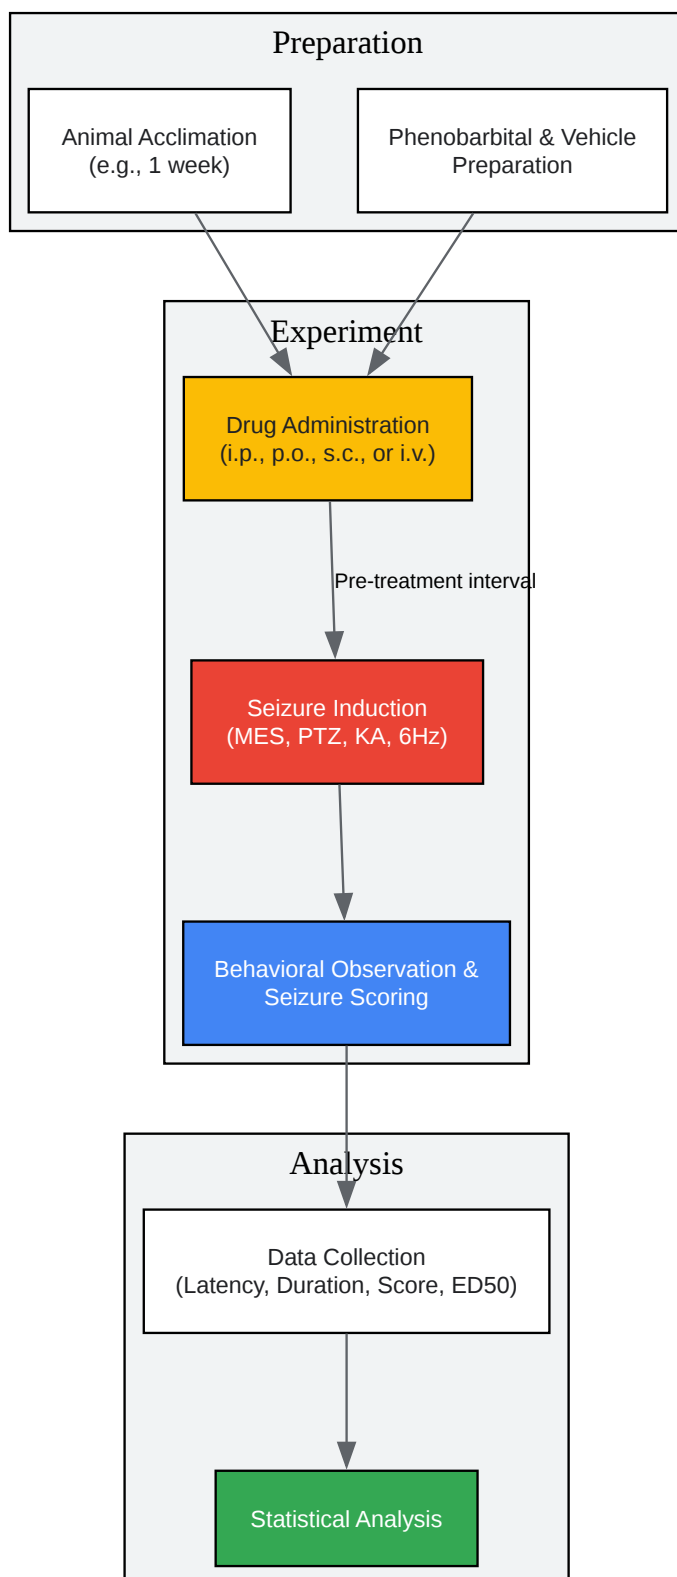 Preparation
Animal Acclimation
(e.g., 1 week)
Phenobarbital & Vehicle
Preparation
Experiment
Drug Administration
(i.p., p.o., s.c., or i.v.)
Pre-treatment interval
Seizure Induction
(MES, PTZ, KA, 6Hz)
Behavioral Observation &
Seizure Scoring
Analysis
Data Collection
(Latency, Duration, Score, ED50)
Statistical Analysis